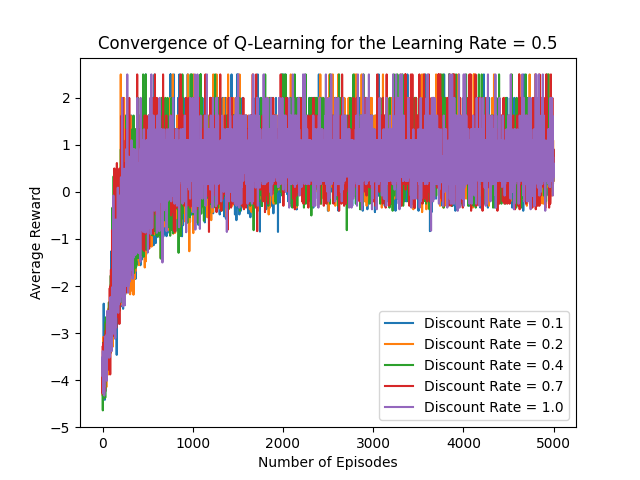 Convergence of Q-Learning for the Learning Rate = 0.5
Average Reward
2
1
0
−1
−2
−3
−4
−5
Discount Rate = 0.1
Discount Rate = 0.2
Discount Rate = 0.4
Discount Rate = 0.7
Discount Rate = 1.0
0 1000 2000 3000 4000 5000
Number of Episodes